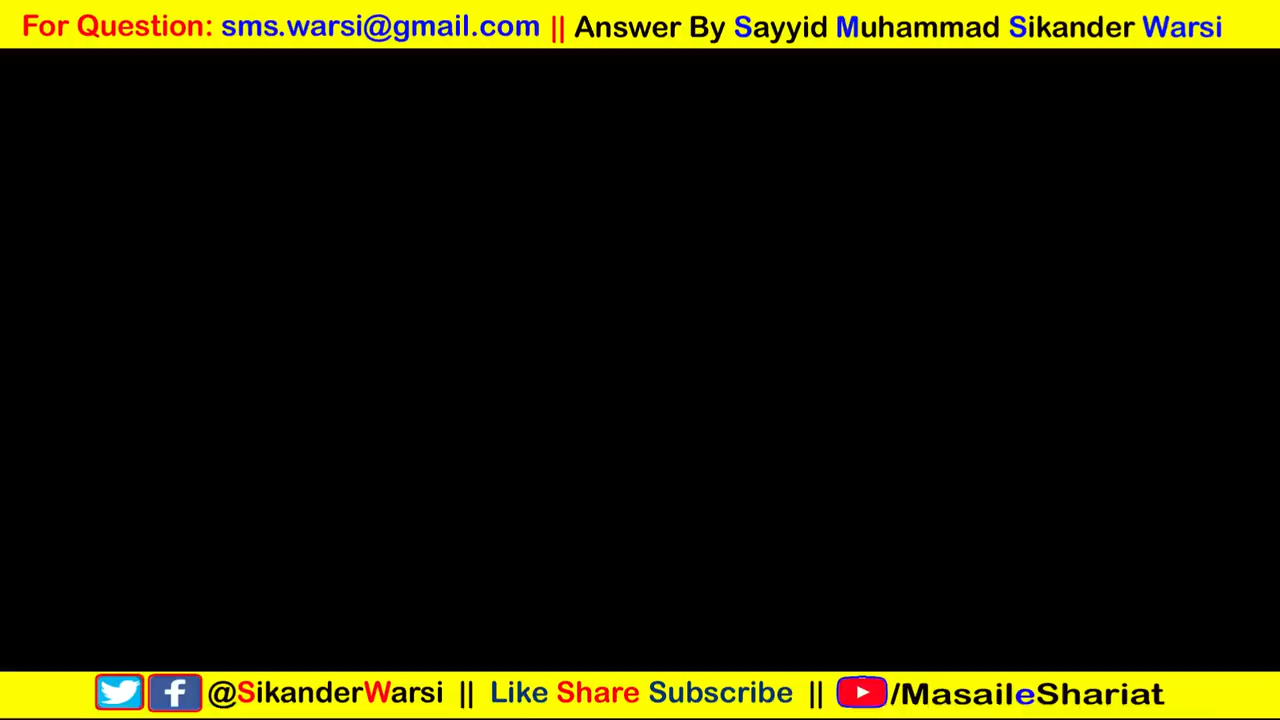 For Question: sms.warsi@gmail.com || Answer By Sayyid Muhammad Sikander Warsi
@SikanderWarsi || Like Share Subscribe || /MasaileShariat